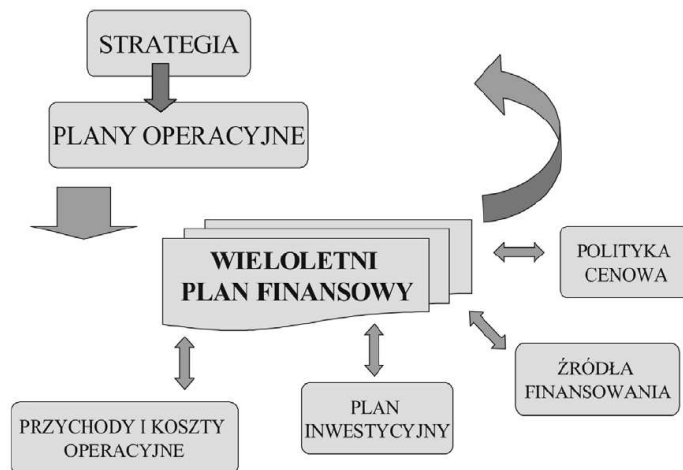 STRATEGIA
PLANY OPERACYJNE
WIELOLETNI
PLAN FINANSOWY
POLITYKA
CENOWA
ŹRÓDŁA
FINANSOWANIA
PLAN
INWESTYCYJNY
PRZYCHODY I KOSZTY
OPERACYJNE